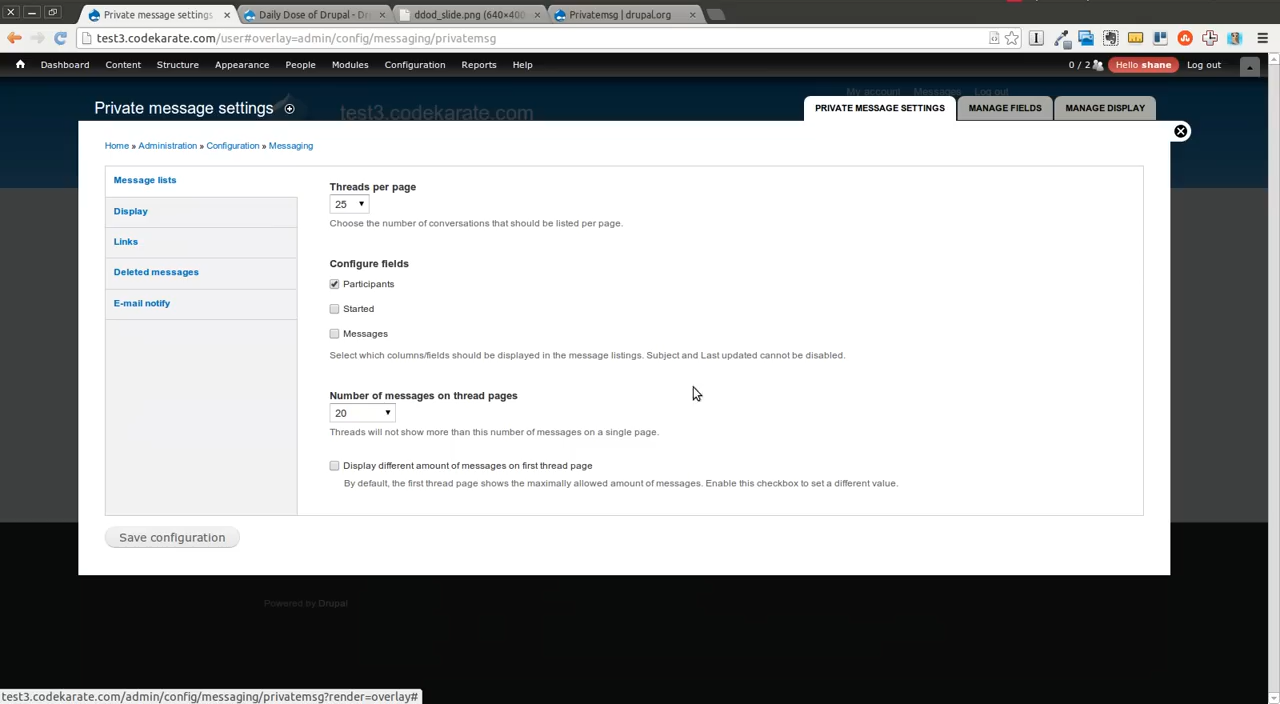 Private message settings
Daily Dose of Drupal - D
ddod_slide.png (640×400
Privatemsg | drupal.org
test3.codekarate.com/user#overlay=admin/config/messaging/privatemsg
Dashboard Content Structure Appearance People Modules Configuration Reports Help
0 / 2 Hello shane Log out
My account Messages Log out
Private message settings
test3.codekarate.com
PRIVATE MESSAGE SETTINGS MANAGE FIELDS MANAGE DISPLAY
Home » Administration » Configuration » Messaging
Message lists
Display
Links
Deleted messages
E-mail notify
Threads per page
25
Choose the number of conversations that should be listed per page.
Configure fields
Participants
Started
Messages
Select which columns/fields should be displayed in the message listings. Subject and Last updated cannot be disabled.
Number of messages on thread pages
20
Threads will not show more than this number of messages on a single page.
Display different amount of messages on first thread page
By default, the first thread page shows the maximally allowed amount of messages. Enable this checkbox to set a different value.
Save configuration
Powered by Drupal
test3.codekarate.com/admin/config/messaging/privatemsg?render=overlay#